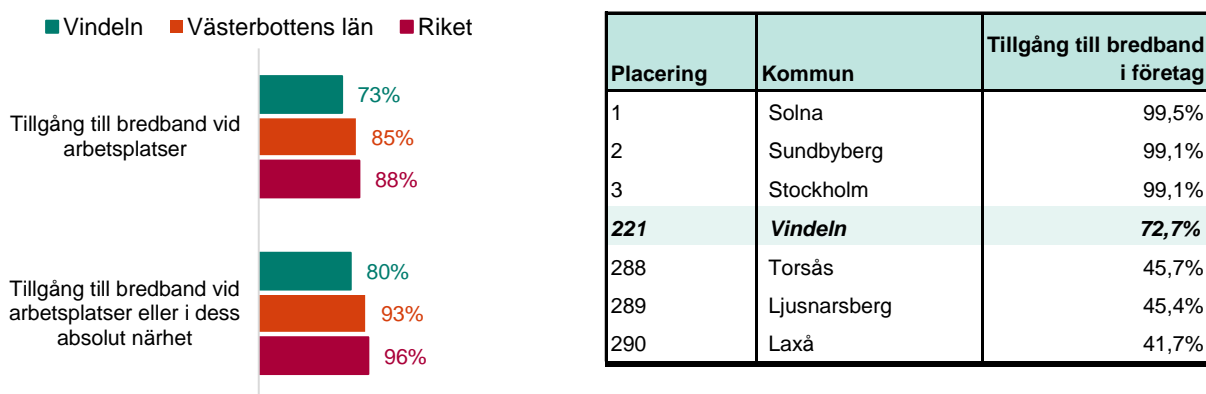 Vindeln Västerbottens län Riket
Tillgång till bredband vid
arbetsplatser
73%
85%
88%
Tillgång till bredband vid
arbetsplatser eller i dess
absolut närhet
80%
93%
96%
Placering Kommun Tillgång till bredband
i företag
1 Solna 99,5%
2 Sundbyberg 99,1%
3 Stockholm 99,1%
221 Vindeln 72,7%
288 Torsås 45,7%
289 Ljusnarsberg 45,4%
290 Laxå 41,7%